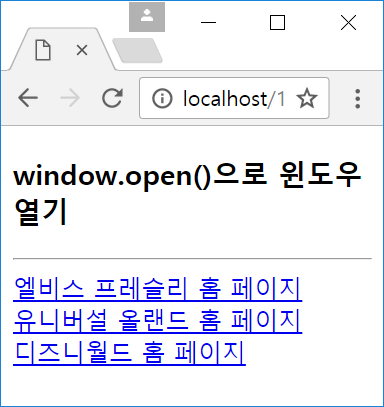 localhost/1
window.open()으로 윈도우
열기
엘비스 프레슬리 홈 페이지
유니버설 올랜드 홈 페이지
디즈니월드 홈 페이지